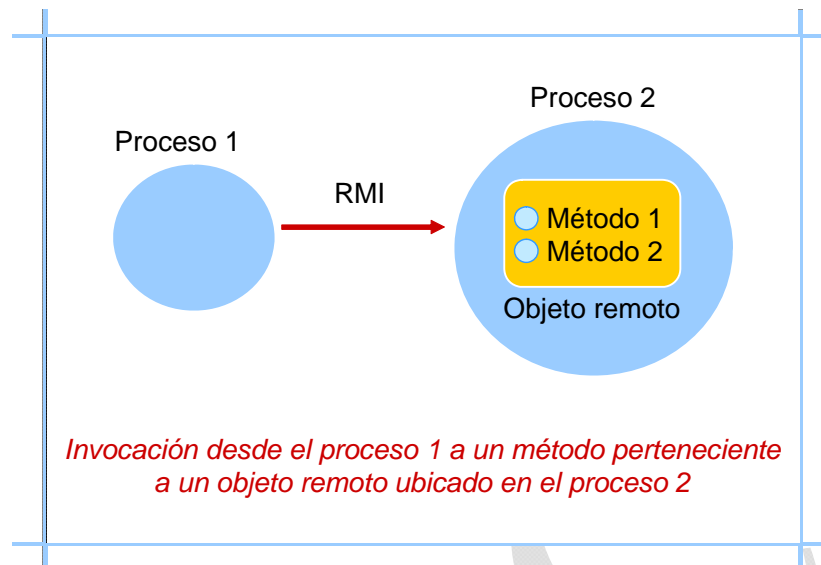 Proceso 2
Proceso 1
RMI
Método 1
Método 2
Objeto remoto
Invocación desde el proceso 1 a un método perteneciente
a un objeto remoto ubicado en el proceso 2